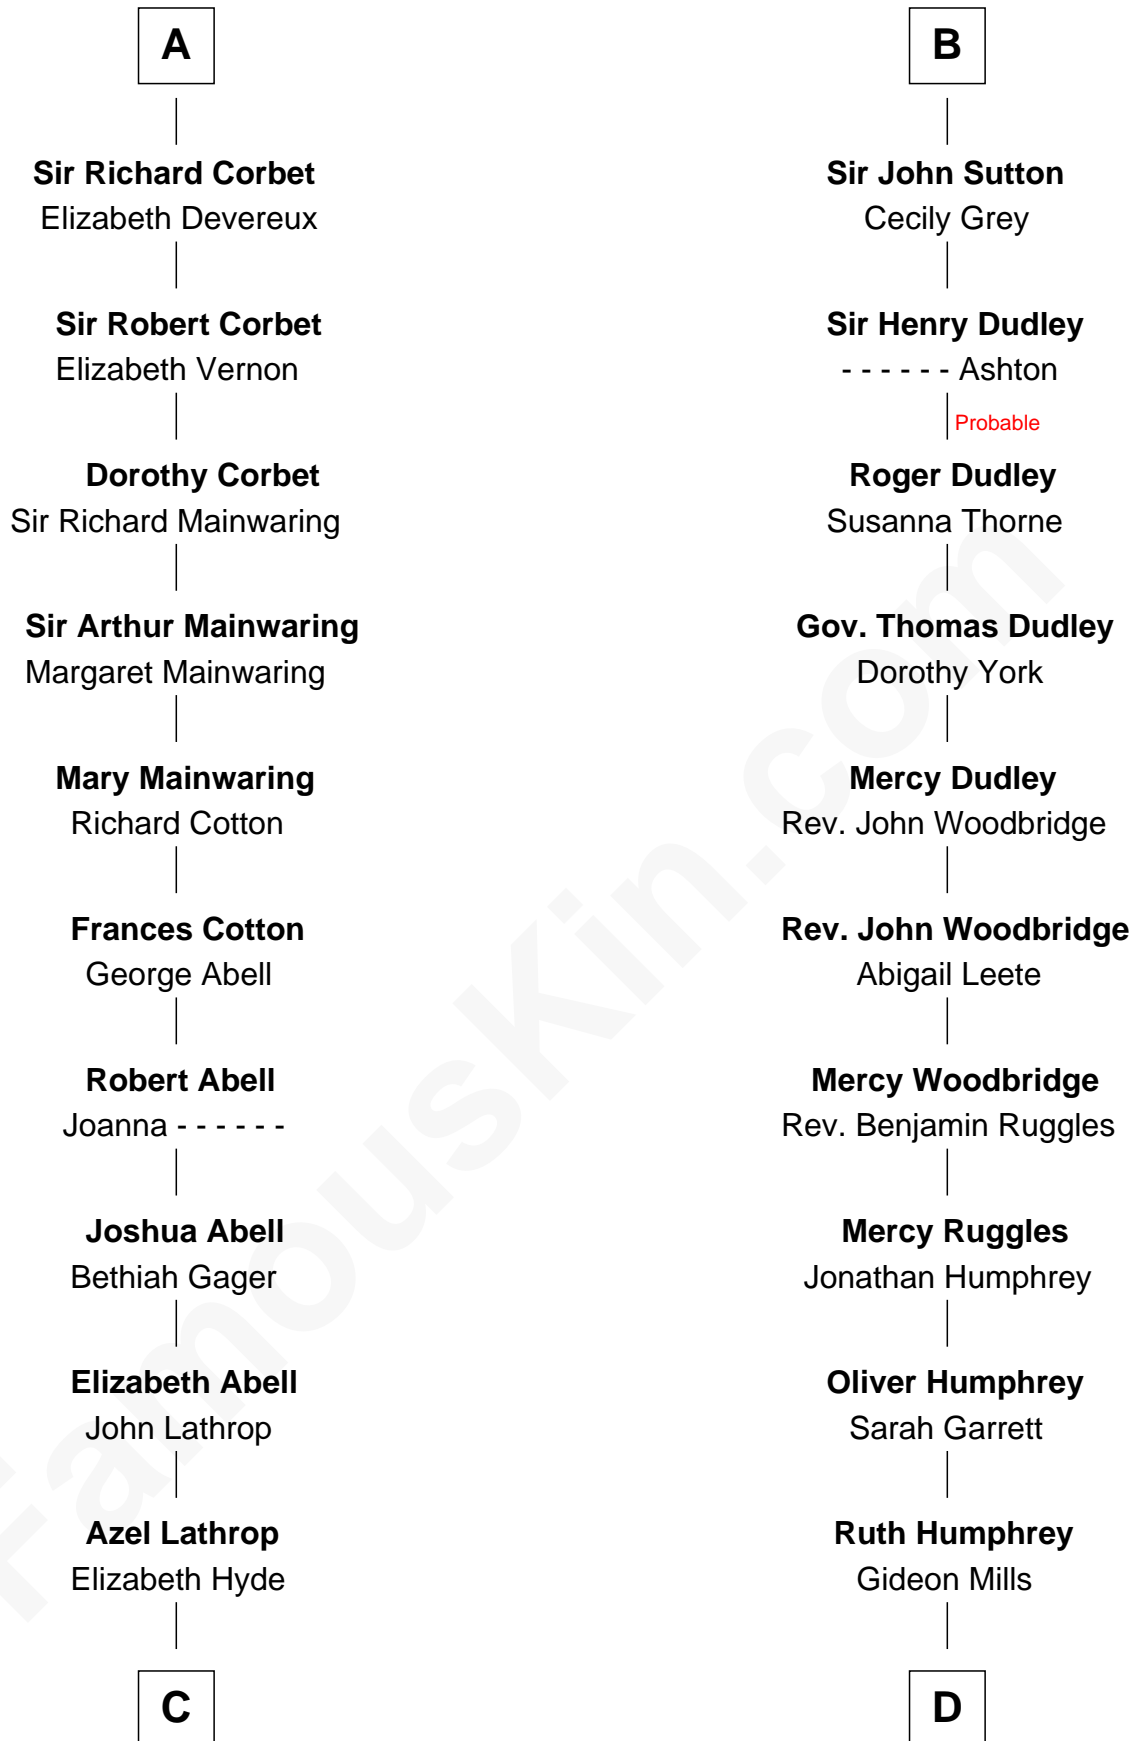 A
Sir Richard Corbet
Elizabeth Devereux
Sir Robert Corbet
Elizabeth Vernon
Dorothy Corbet
Sir Richard Mainwaring
Sir Arthur Mainwaring
Margaret Mainwaring
Mary Mainwaring
Richard Cotton
Frances Cotton
George Abell
Robert Abell
Joanna - - - - - -
Joshua Abell
Bethiah Gager
Elizabeth Abell
John Lathrop
Azel Lathrop
Elizabeth Hyde
C
B
Sir John Sutton
Cecily Grey
Sir Henry Dudley
- - - - - - Ashton
Probable
Roger Dudley
Susanna Thorne
Gov. Thomas Dudley
Dorothy York
Mercy Dudley
Rev. John Woodbridge
Rev. John Woodbridge
Abigail Leete
Mercy Woodbridge
Rev. Benjamin Ruggles
Mercy Ruggles
Jonathan Humphrey
Oliver Humphrey
Sarah Garrett
Ruth Humphrey
Gideon Mills
D
FamousKin.com